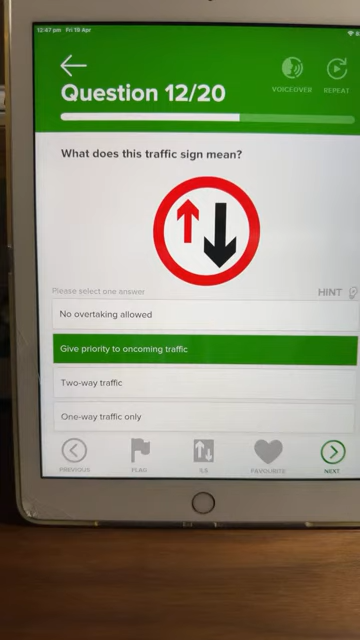 12:47 pm Fri 19 Apr
Question 12/20
VOICEOVER
REPEAT
What does this traffic sign mean?
Please select one answer
HINT
No overtaking allowed
Give priority to oncoming traffic
Two-way traffic
One-way traffic only
PREVIOUS
FLAG
ILS
FAVOURITE
NEXT